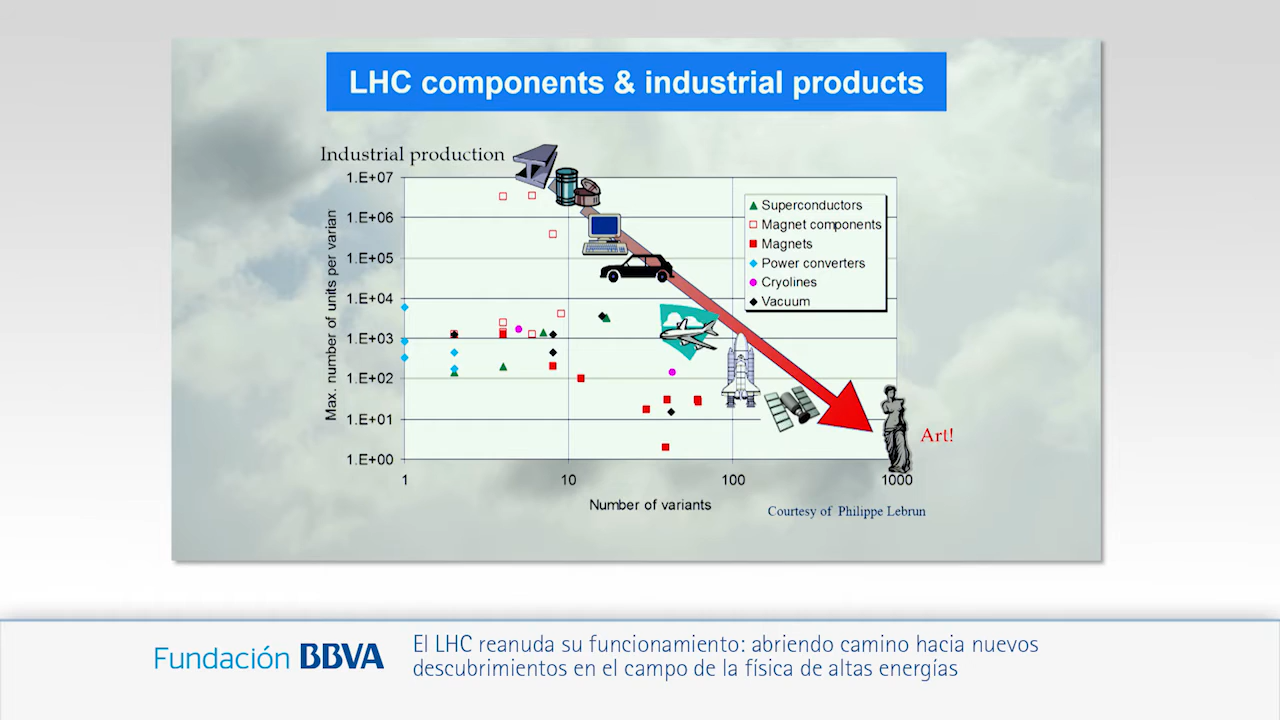 LHC components & industrial products
Industrial production
1.E+07
1.E+06
1.E+05
1.E+04
1.E+03
1.E+02
1.E+01
1.E+00
Max. number of units per varian
Superconductors
Magnet components
Magnets
Power converters
Cryolines
Vacuum
Art!
1
10
100
1000
Number of variants
Courtesy of Philippe Lebrun
Fundación BBVA
El LHC reanuda su funcionamiento: abriendo camino hacia nuevos
descubrimientos en el campo de la física de altas energías